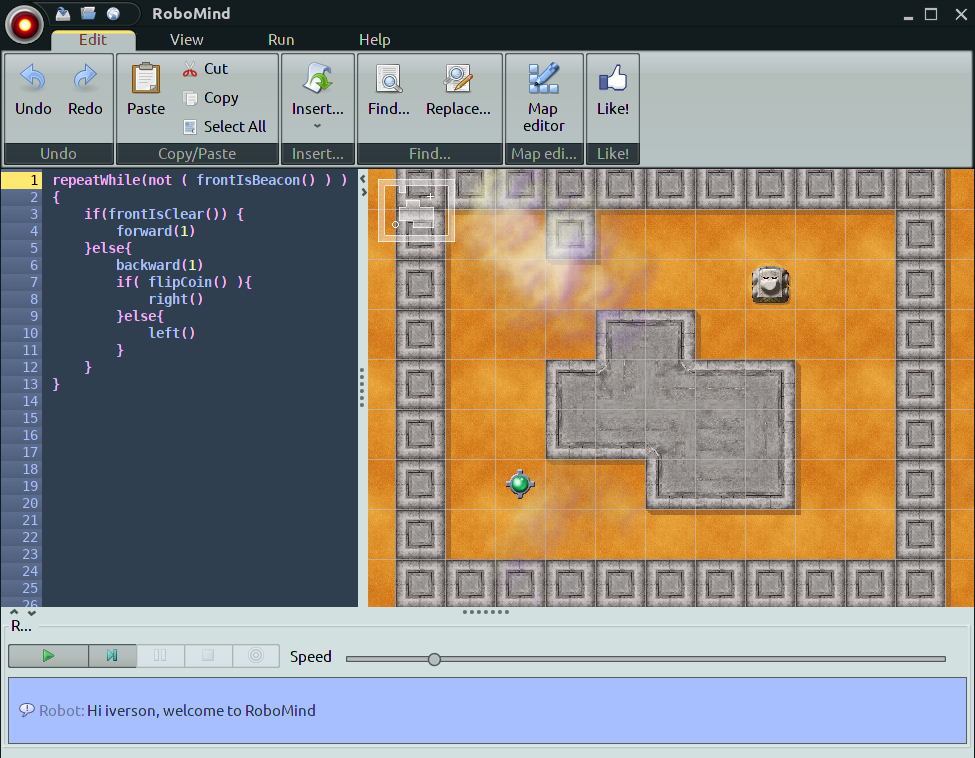 RoboMind
Edit View Run Help
Undo Redo Paste Cut Copy Select All Insert... Find... Replace... Map editor Like!
Undo Copy/Paste Insert... Find... Map edi... Like!
1 repeatWhile(not ( frontIsBeacon() ) )
2 {
3 if(frontIsClear()) {
4 forward(1)
5 }else{
6 backward(1)
7 if( flipCoin() ){
8 right()
9 }else{
10 left()
11 }
12 }
13 }
14
15
16
17
18
19
20
21
22
23
24
25
26
R...
Speed
Robot: Hi iverson, welcome to RoboMind